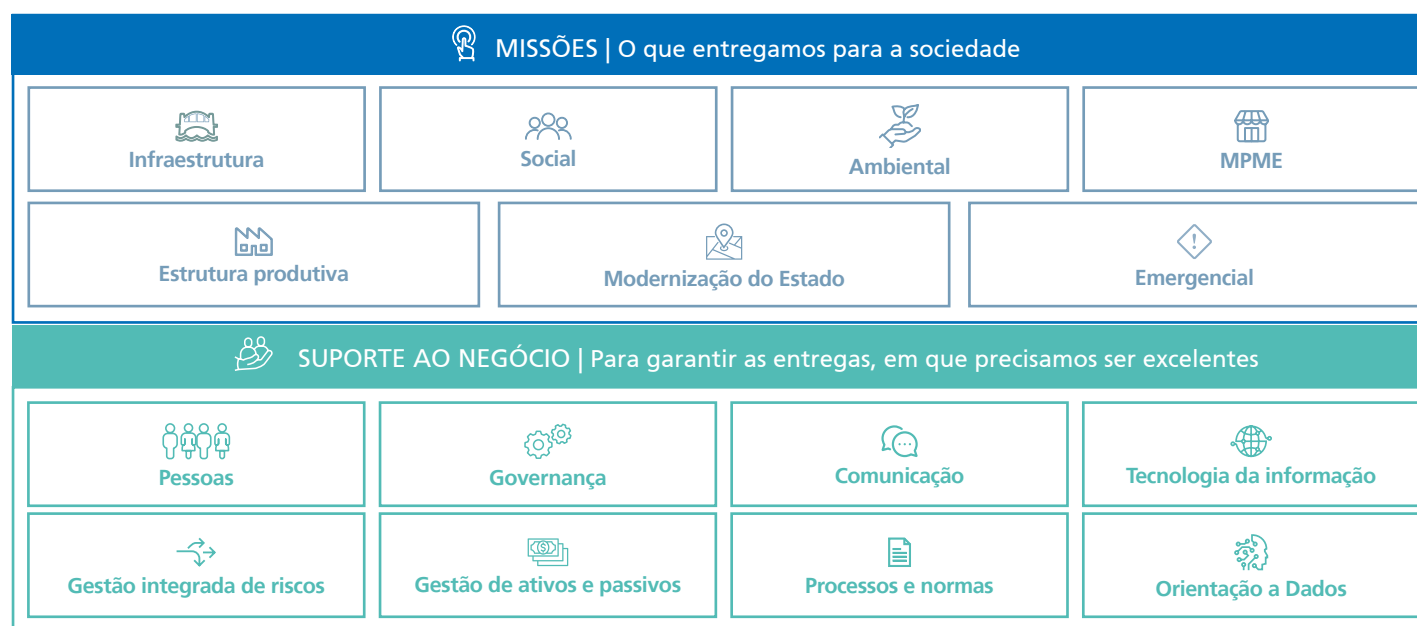 MISSÕES | O que entregamos para a sociedade
Infraestrutura
Social
Ambiental
MPME
Estrutura produtiva
Modernização do Estado
Emergencial
SUPORTE AO NEGÓCIO | Para garantir as entregas, em que precisamos ser excelentes
Pessoas
Governança
Comunicação
Tecnologia da informação
Gestão integrada de riscos
Gestão de ativos e passivos
Processos e normas
Orientação a Dados